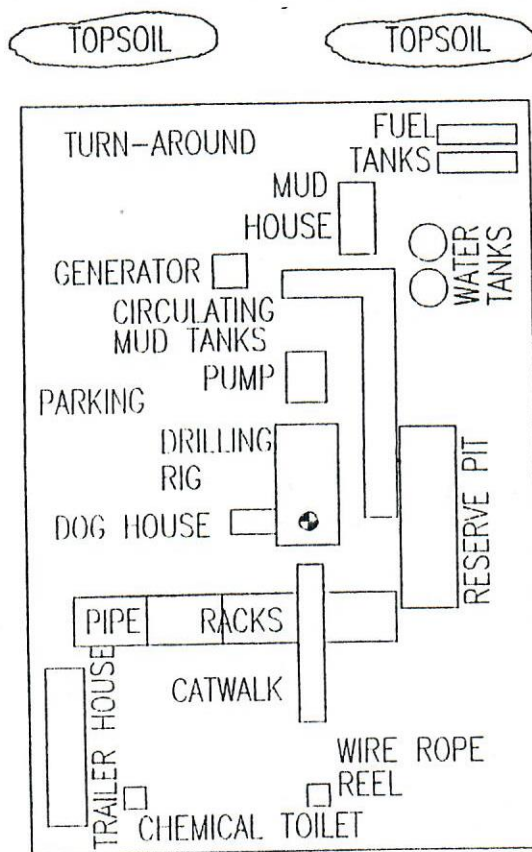 TOPSOIL
TOPSOIL
TURN-AROUND
FUEL
TANKS
MUD
HOUSE
WATER
TANKS
GENERATOR
CIRCULATING
MUD TANKS
PUMP
PARKING
DRILLING
RIG
RESERVE PIT
DOG HOUSE
PIPE RACKS
CATWALK
TRAILER HOUSE
WIRE ROPE
REEL
CHEMICAL TOILET